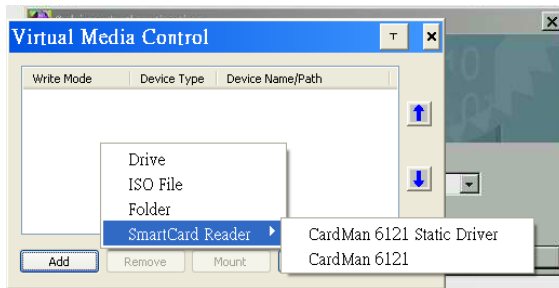 Virtual Media Control
Write Mode Device Type Device Name/Path
Drive
ISO File
Folder
SmartCard Reader
CardMan 6121 Static Driver
CardMan 6121
Add Remove Mount